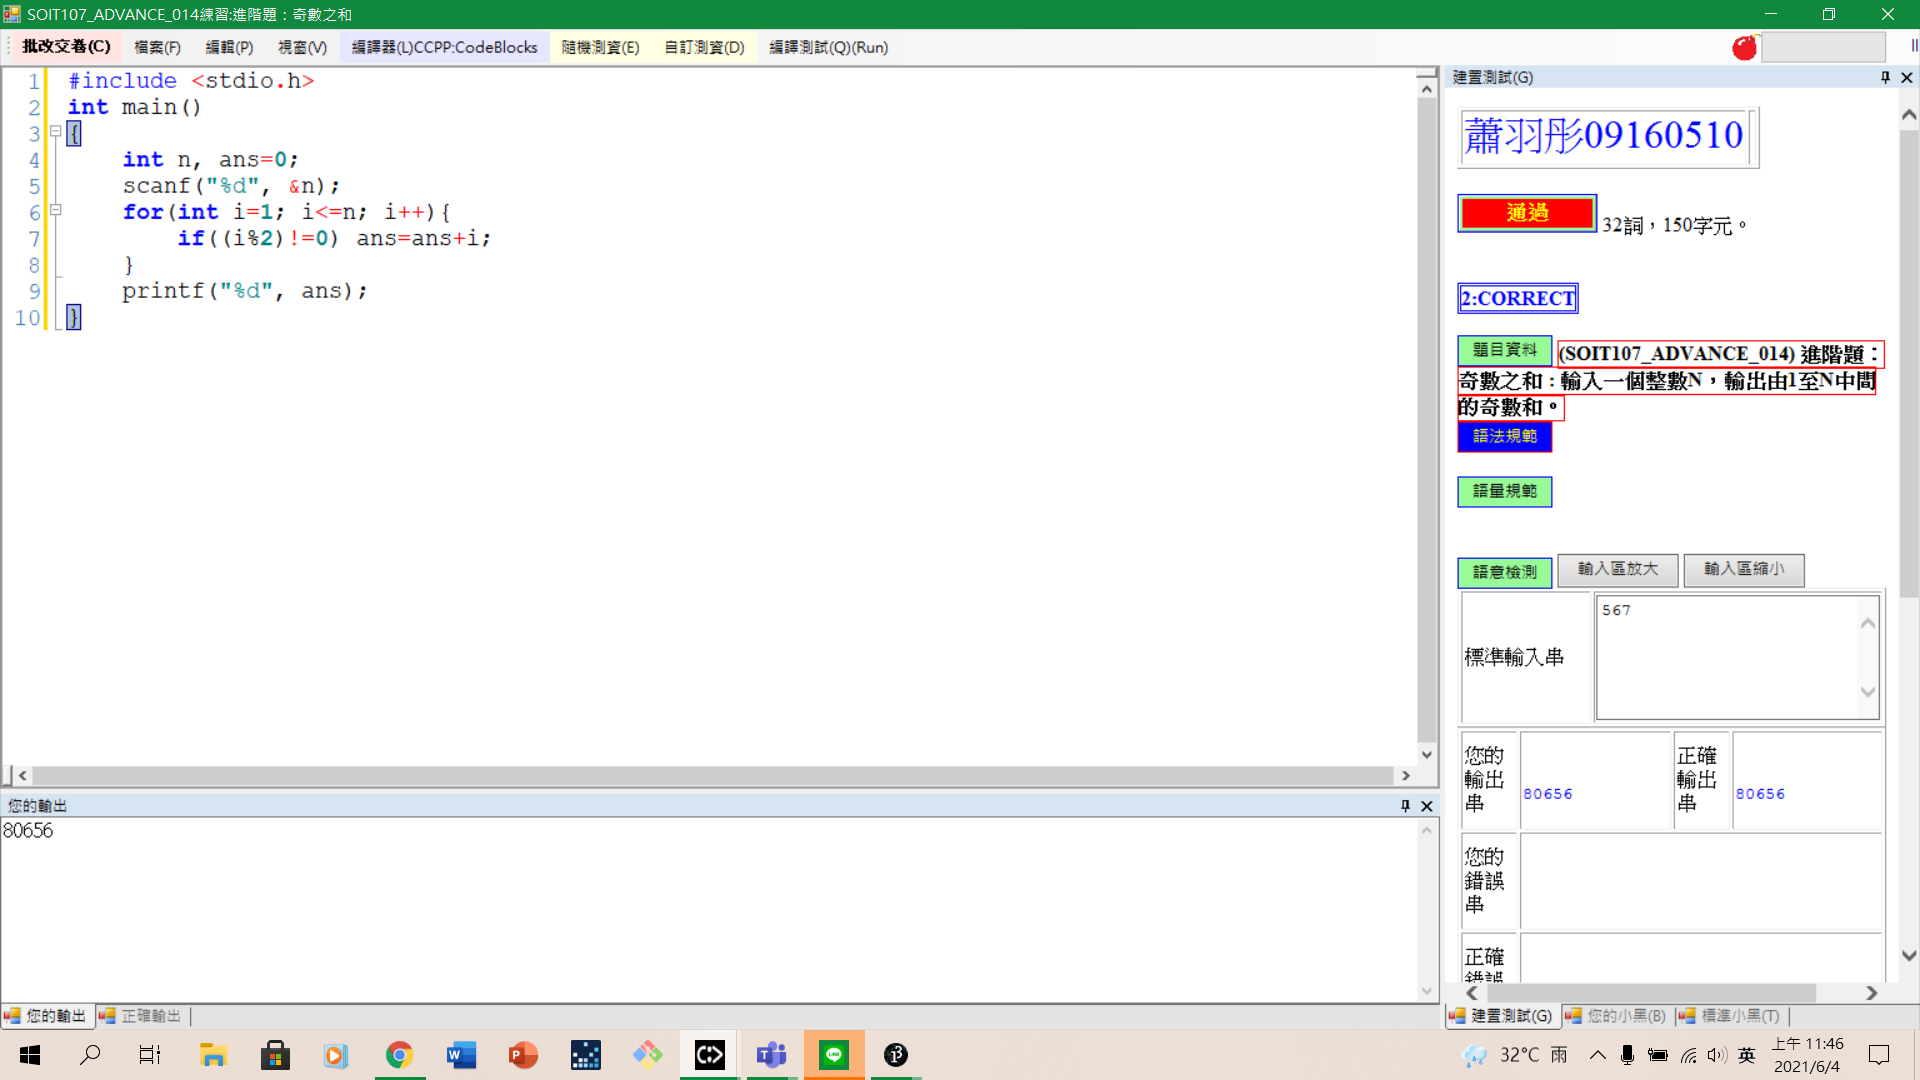 SOIT107_ADVANCE_014練習:進階題：奇數之和
批改交卷(C) 檔案(F) 編輯(P) 視窗(V) 編譯器(L)CCPP:CodeBlocks 隨機測資(E) 自訂測資(D) 編譯測試(Q)(Run)
1 #include <stdio.h>
2 int main()
3 {
4 int n, ans=0;
5 scanf("%d", &n);
6 for(int i=1; i<=n; i++){
7 if((i%2)!=0) ans=ans+i;
8 }
9 printf("%d", ans);
10 }
您的輸出
80656
您的輸出 正確輸出
建置測試(G)
蕭羽彤09160510
通過 32詞，150字元。
2:CORRECT
題目資料 (SOIT107_ADVANCE_014) 進階題：
奇數之和：輸入一個整數N，輸出由1至N中間
的奇數和。
語法規範
語量規範
語意檢測 輸入區放大 輸入區縮小
標準輸入串 567
您的
輸出
串
80656
正確
輸出
串
80656
您的
錯誤
串
正確
錯誤
建置測試(G) 您的小黑(B) 標準小黑(T)
32°C 雨 英 上午 11:46
2021/6/4